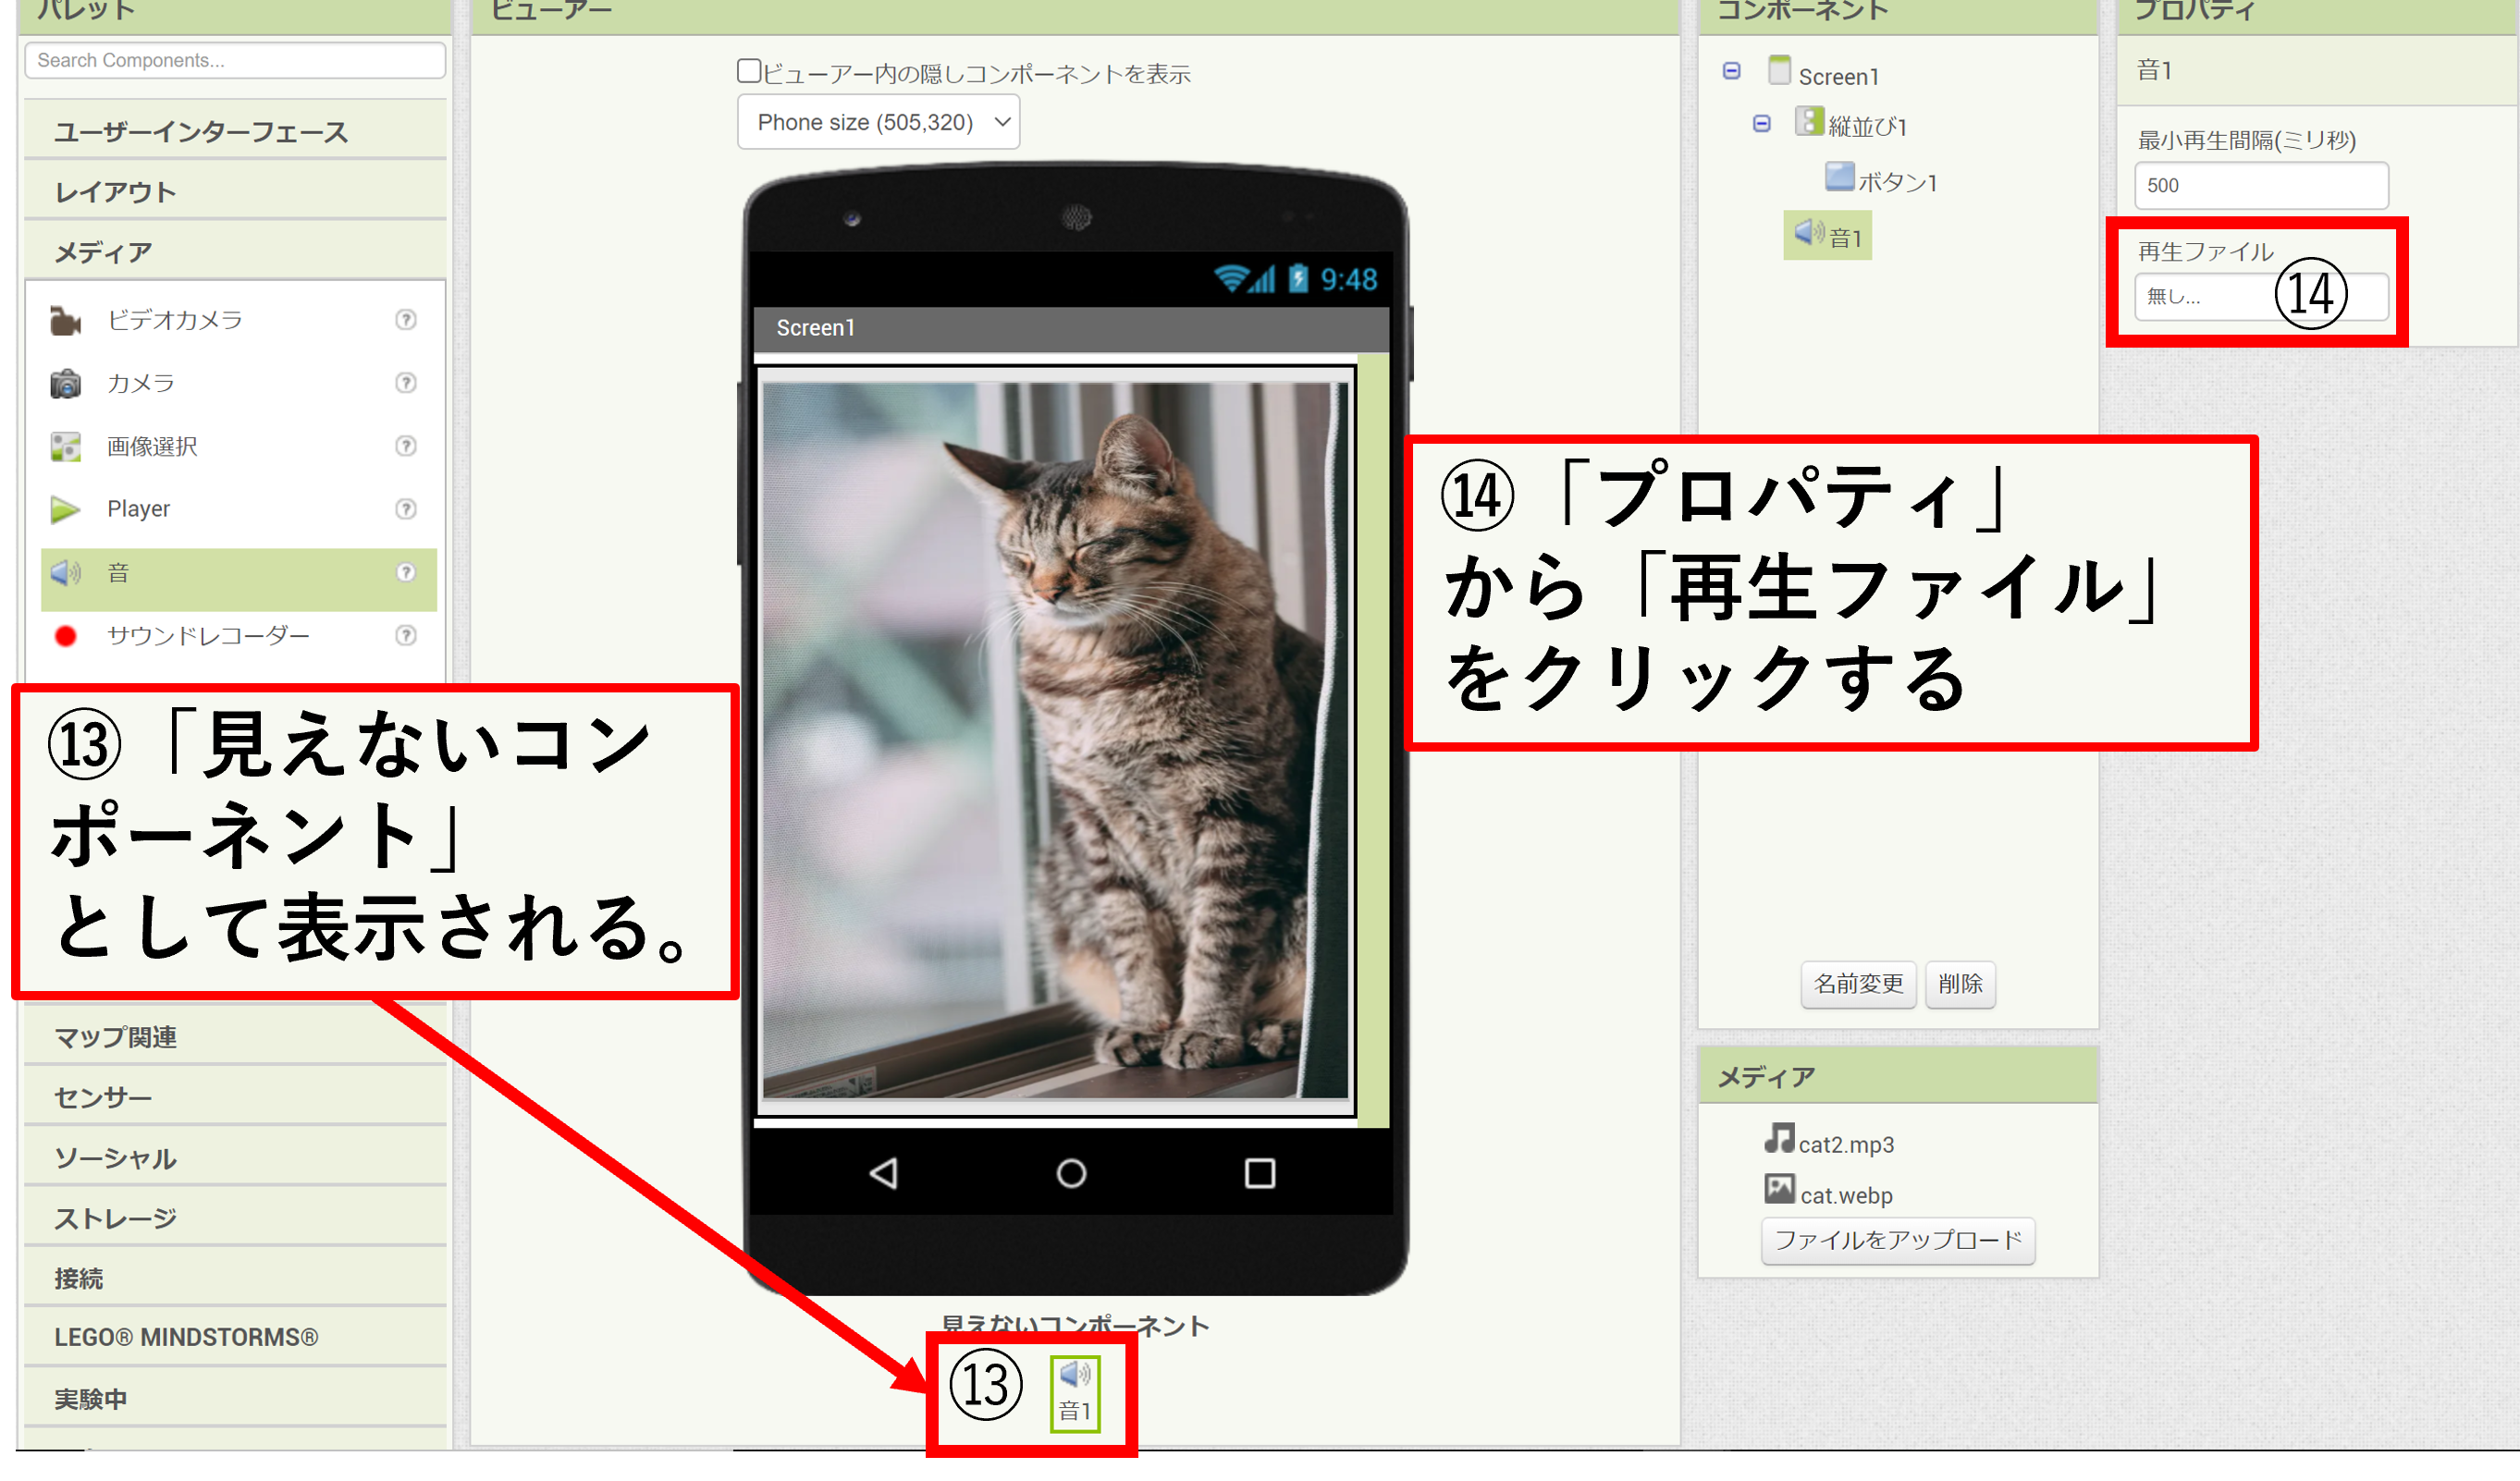 パレット
ビューアー
コンポーネント
プロパティ
Search Components...
ユーザーインターフェース
レイアウト
メディア
ビデオカメラ
カメラ
画像選択
Player
音
サウンドレコーダー
⑬「見えないコン
ポーネント」
として表示される。
マップ関連
センサー
ソーシャル
ストレージ
接続
LEGO® MINDSTORMS®
実験中
ビューアー内の隠しコンポーネントを表示
Phone size (505,320)
9:48
Screen1
見えないコンポーネント
⑬
音1
Screen1
縦並び1
ボタン1
音1
⑭「プロパティ」
から「再生ファイル」
をクリックする
名前変更 削除
メディア
cat2.mp3
cat.webp
ファイルをアップロード
音1
最小再生間隔(ミリ秒)
500
再生ファイル
無し... ⑭